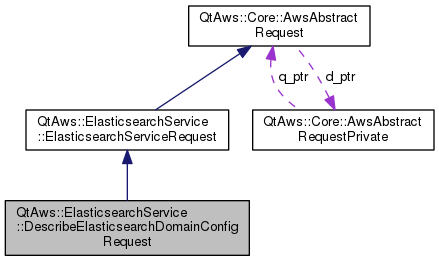 QtAws::Core::AwsAbstract
Request
q_ptr
d_ptr
QtAws::ElasticsearchService
::ElasticsearchServiceRequest
QtAws::Core::AwsAbstract
RequestPrivate
QtAws::ElasticsearchService
::DescribeElasticsearchDomainConfig
Request